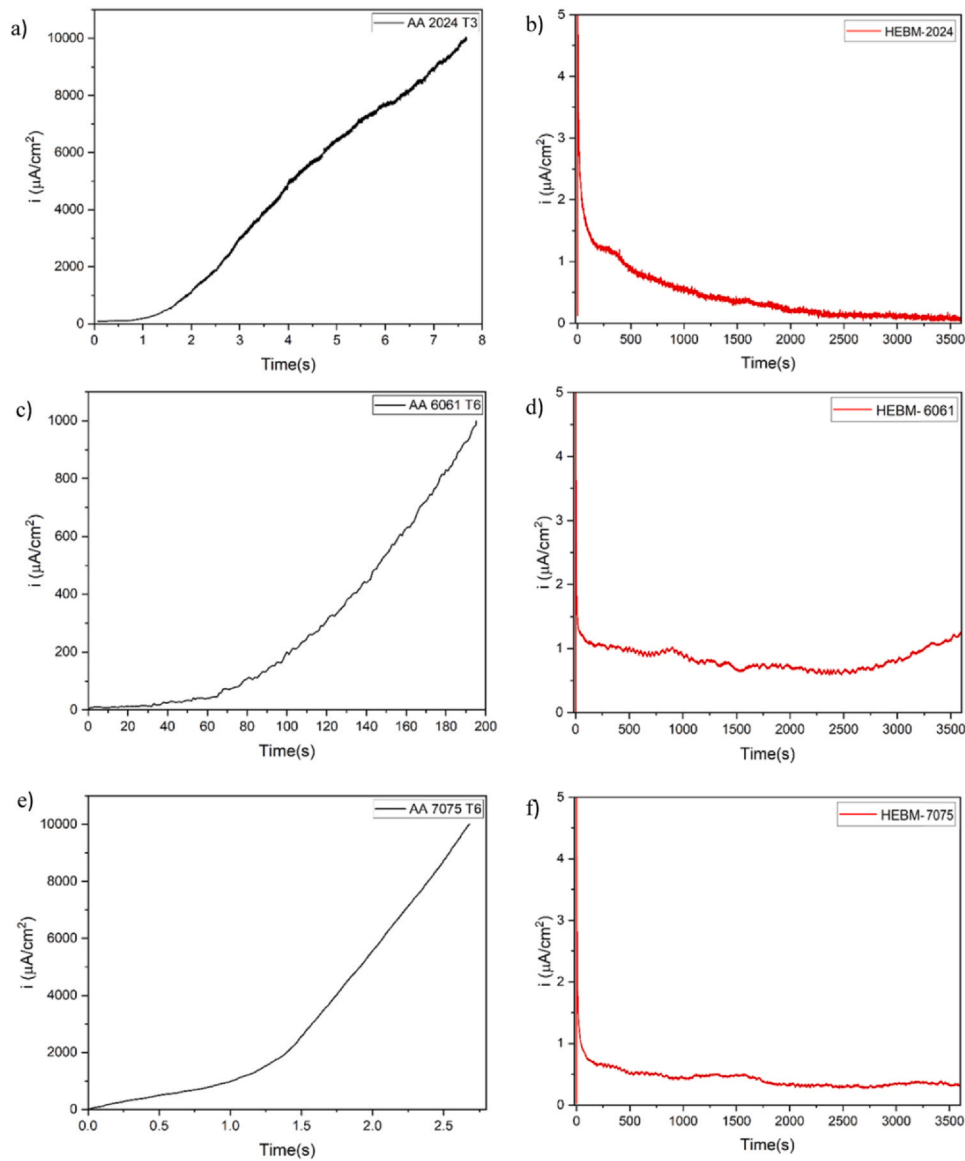 a)
AA 2024 T3
10000
8000
6000
4000
2000
0
i (µA/cm²)
0 1 2 3 4 5 6 7 8
Time(s)
b)
HEBM-2024
5
4
3
2
1
0
i (µA/cm²)
0 500 1000 1500 2000 2500 3000 3500
Time(s)
c)
AA 6061 T6
1000
800
600
400
200
0
i (µA/cm²)
0 20 40 60 80 100 120 140 160 180 200
Time(s)
d)
HEBM- 6061
5
4
3
2
1
0
i (µA/cm²)
0 500 1000 1500 2000 2500 3000 3500
Time(s)
e)
AA 7075 T6
10000
8000
6000
4000
2000
0
i (µA/cm²)
0.0 0.5 1.0 1.5 2.0 2.5
Time(s)
f)
HEBM-7075
5
4
3
2
1
0
i (µA/cm²)
0 500 1000 1500 2000 2500 3000 3500
Time(s)